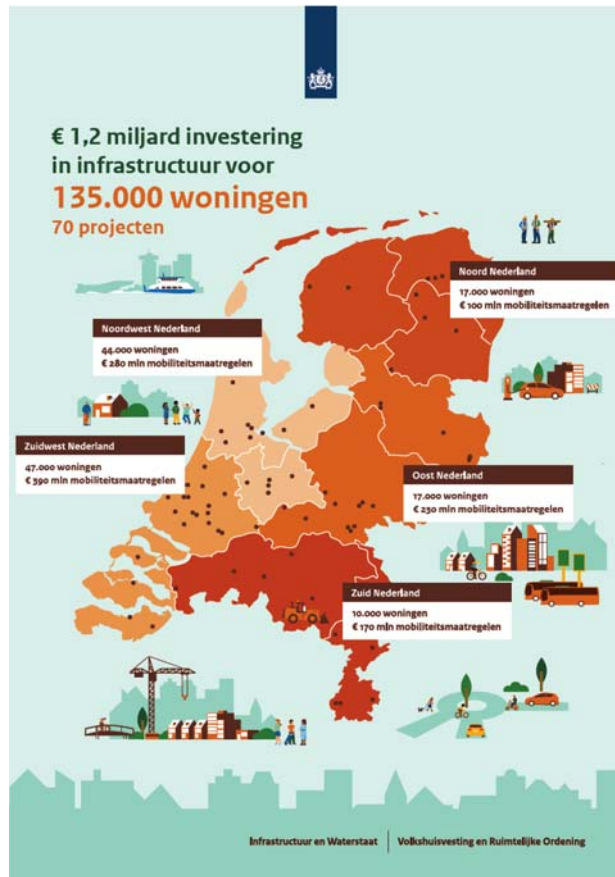 € 1,2 miljard investering
in infrastructuur voor
135.000 woningen
70 projecten
Noord Nederland
17.000 woningen
€ 100 mln mobiliteitsmaatregelen
Noordwest Nederland
44.000 woningen
€ 280 mln mobiliteitsmaatregelen
Zuidwest Nederland
47.000 woningen
€ 390 mln mobiliteitsmaatregelen
Oost Nederland
17.000 woningen
€ 230 mln mobiliteitsmaatregelen
Zuid Nederland
10.000 woningen
€ 170 mln mobiliteitsmaatregelen
Infrastructuur en Waterstaat | Volkshuisvesting en Ruimtelijke Ordening